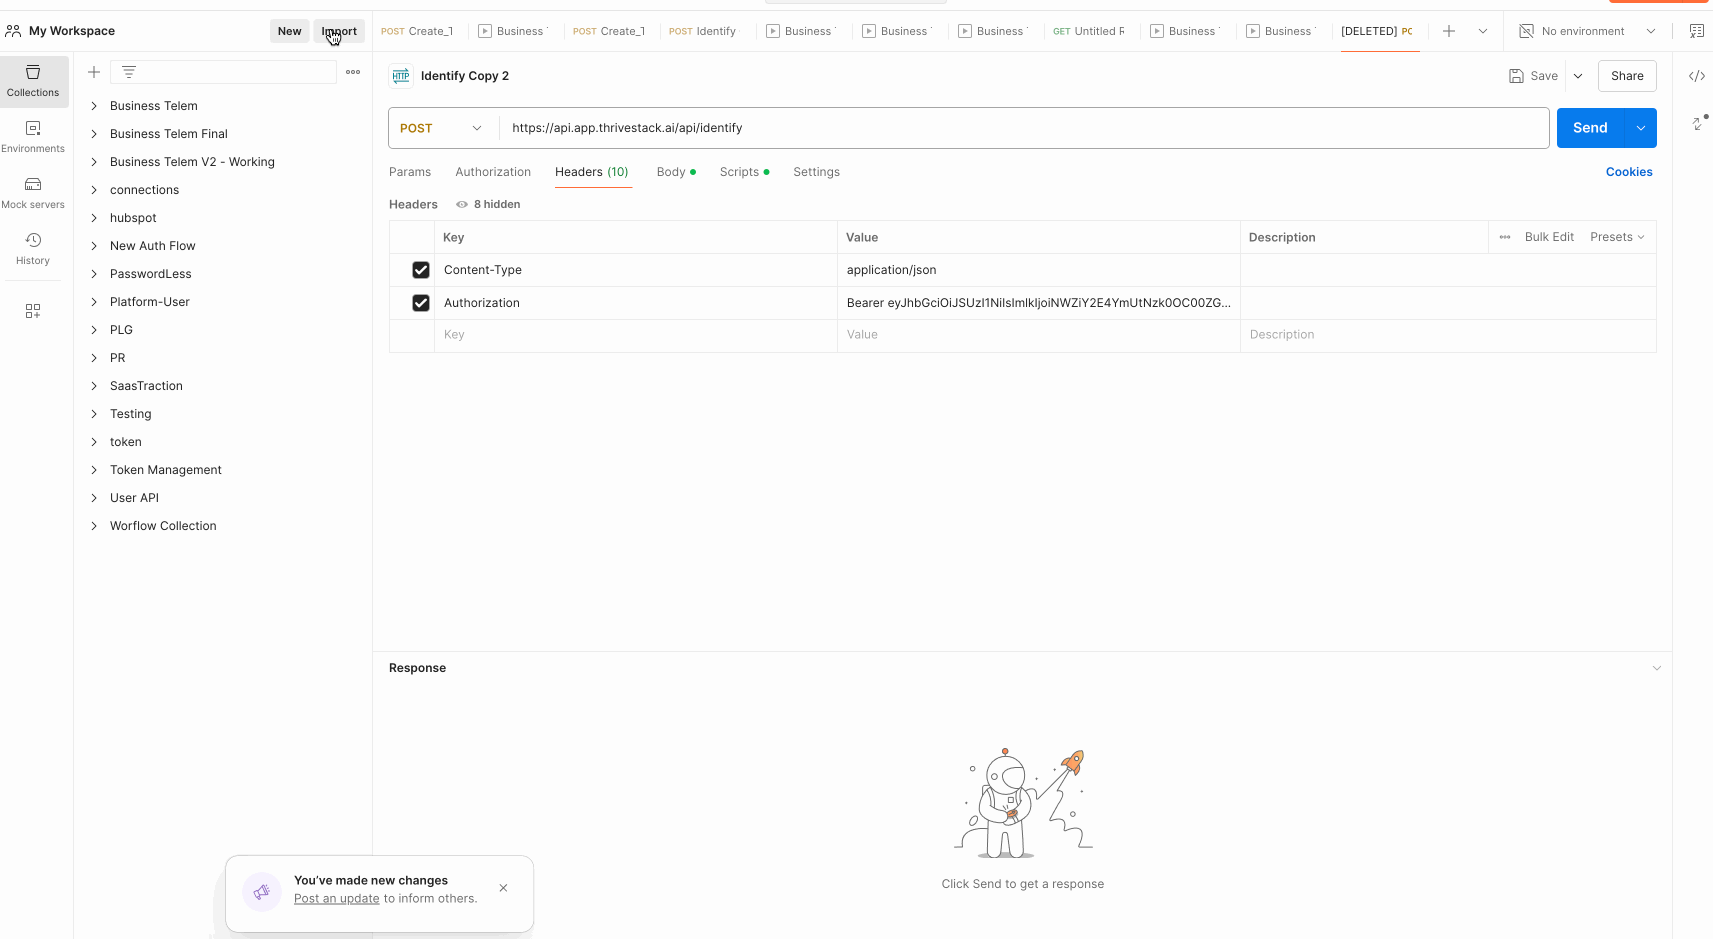 My Workspace
New
Import
POST Create_T
Business
POST Create_T
POST Identify
Business
Business
Business
GET Untitled R
Business
Business
[DELETED] PO
No environment
Collections
Environments
Mock servers
History
Business Telem
Business Telem Final
Business Telem V2 - Working
connections
hubspot
New Auth Flow
PasswordLess
Platform-User
PLG
PR
SaasTraction
Testing
token
Token Management
User API
Worflow Collection
HTTP
Identify Copy 2
Save
Share
POST
https://api.app.thrivestack.ai/api/identify
Send
Params
Authorization
Headers (10)
Body
Scripts
Settings
Cookies
Headers
8 hidden
Key
Value
Description
Bulk Edit
Presets
Content-Type
application/json
Authorization
Bearer eyJhbGciOiJSUzI1NiIsImlkIjoiNWZiY2E4YmUtNzk0OC00ZG...
Key
Value
Description
Response
Click Send to get a response
You've made new changes
Post an update to inform others.